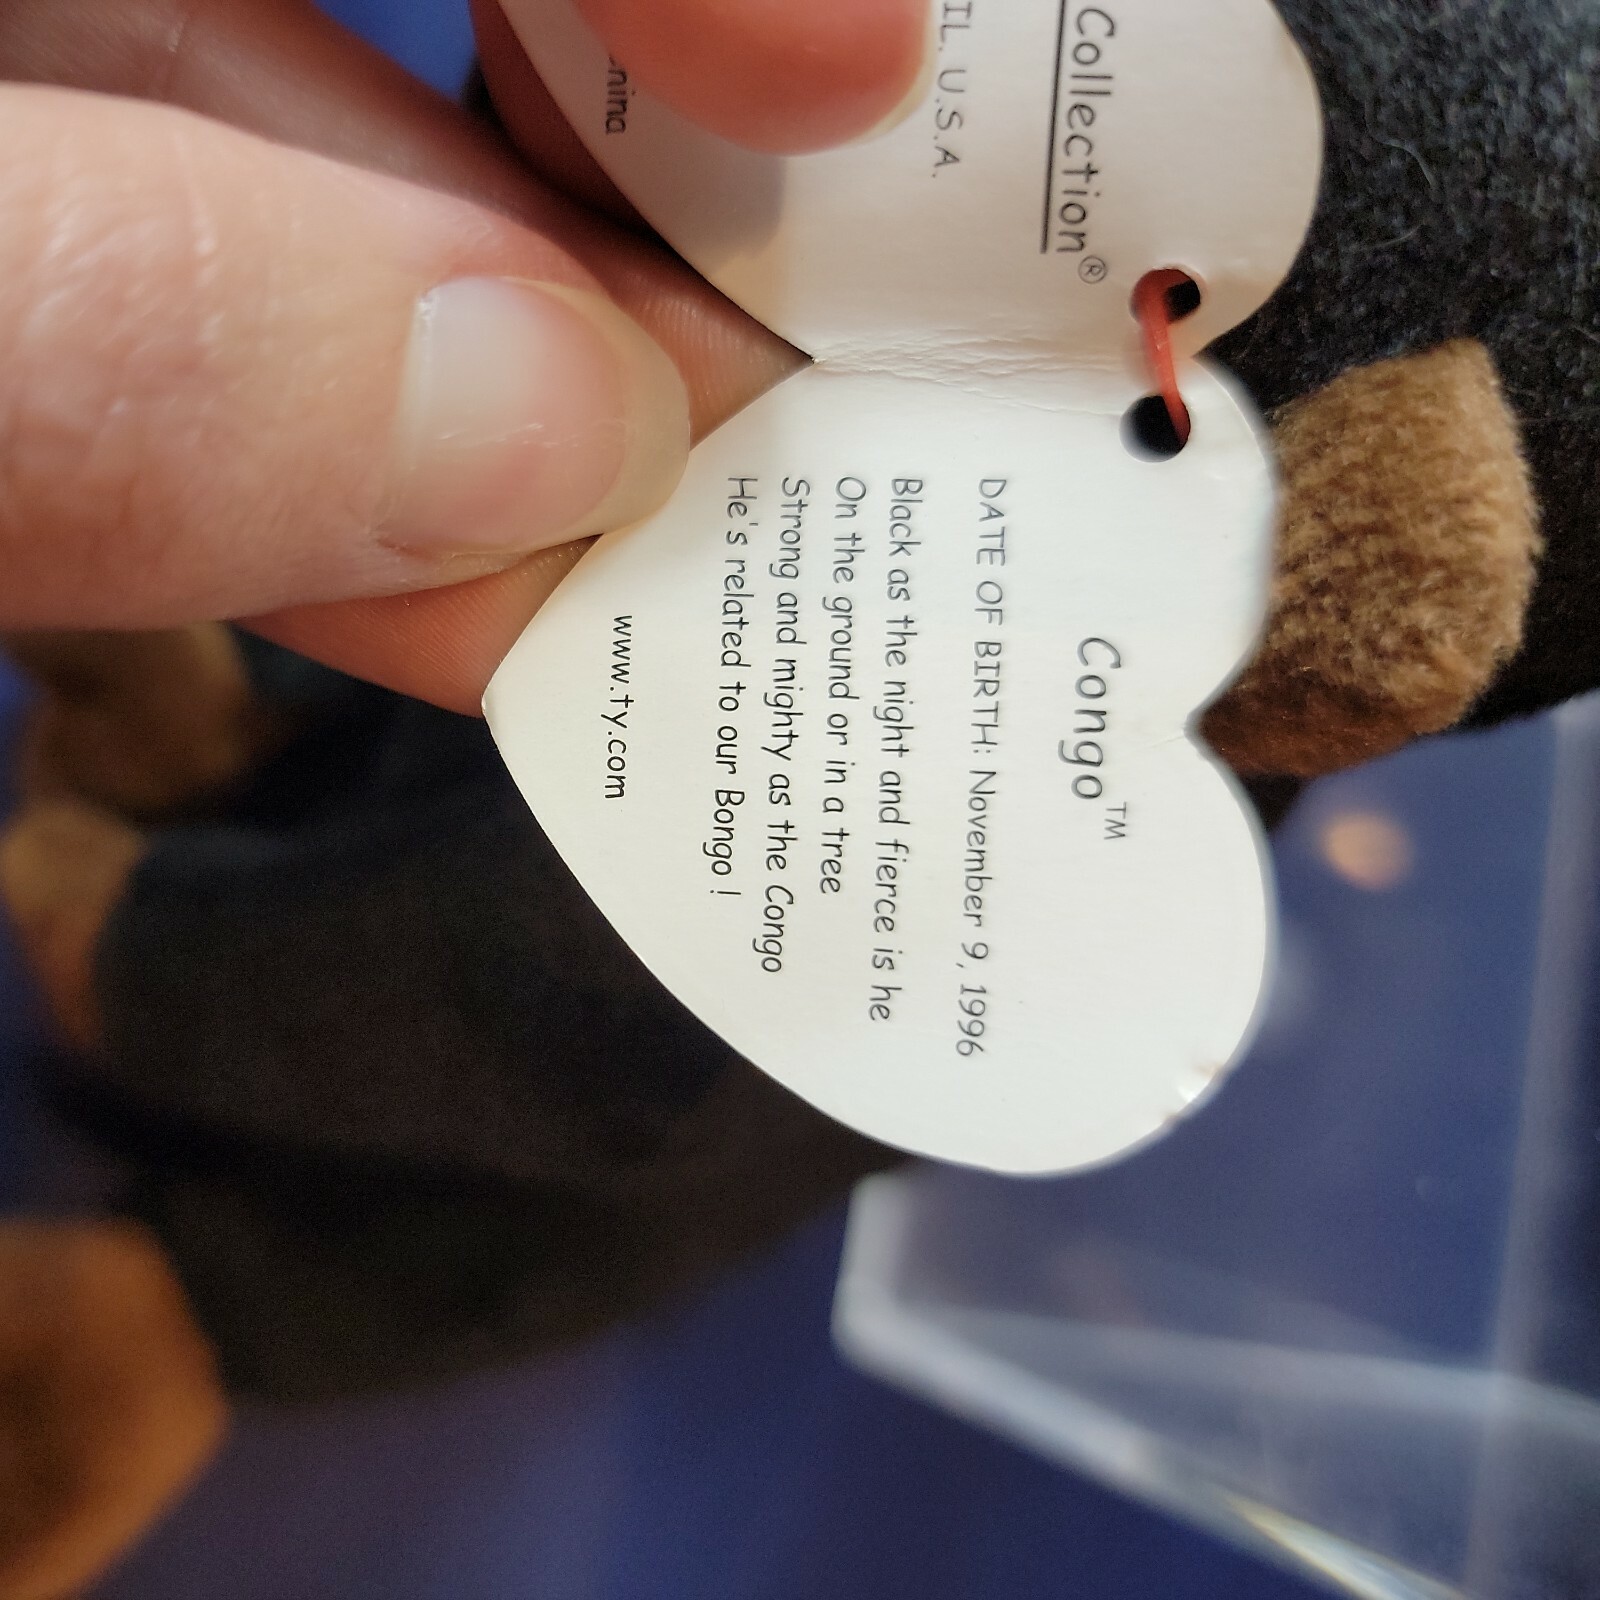 Collection®
IL. U.S.A.
Congo™
DATE OF BIRTH: November 9, 1996
Black as the night and fierce is he
On the ground or in a tree
Strong and mighty as the Congo
He's related to our Bongo !
www.ty.com